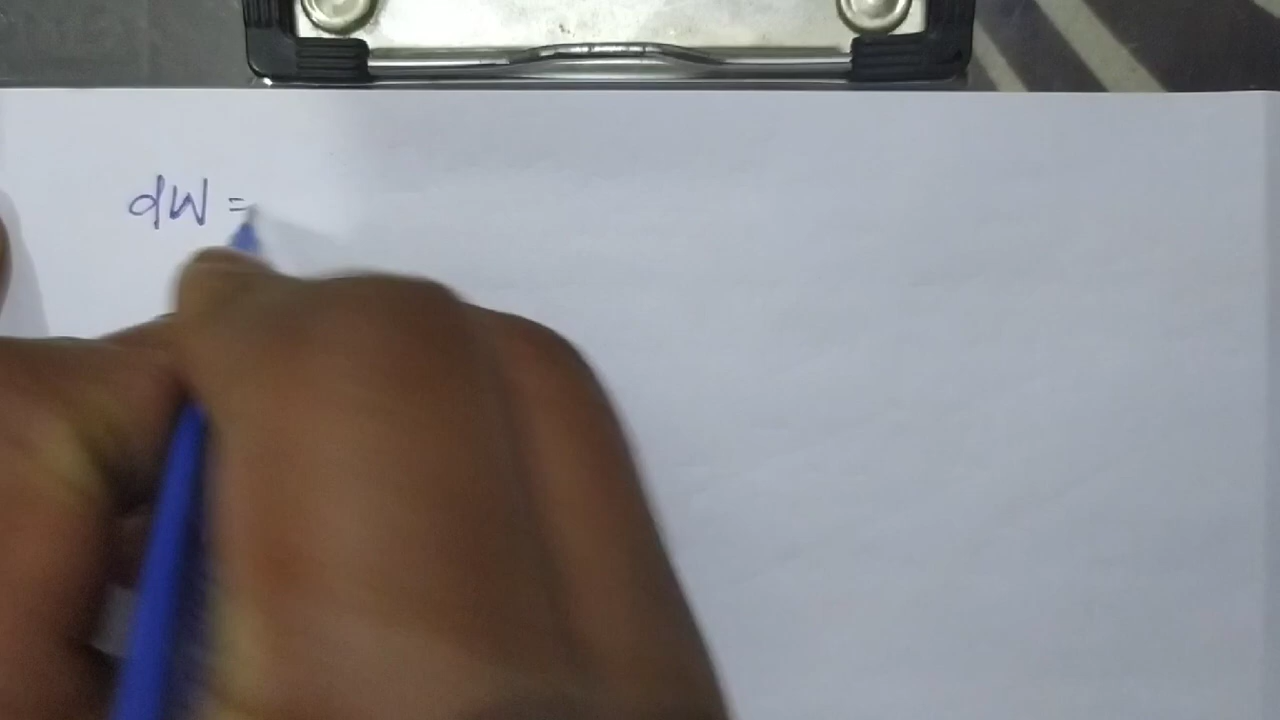 dW =